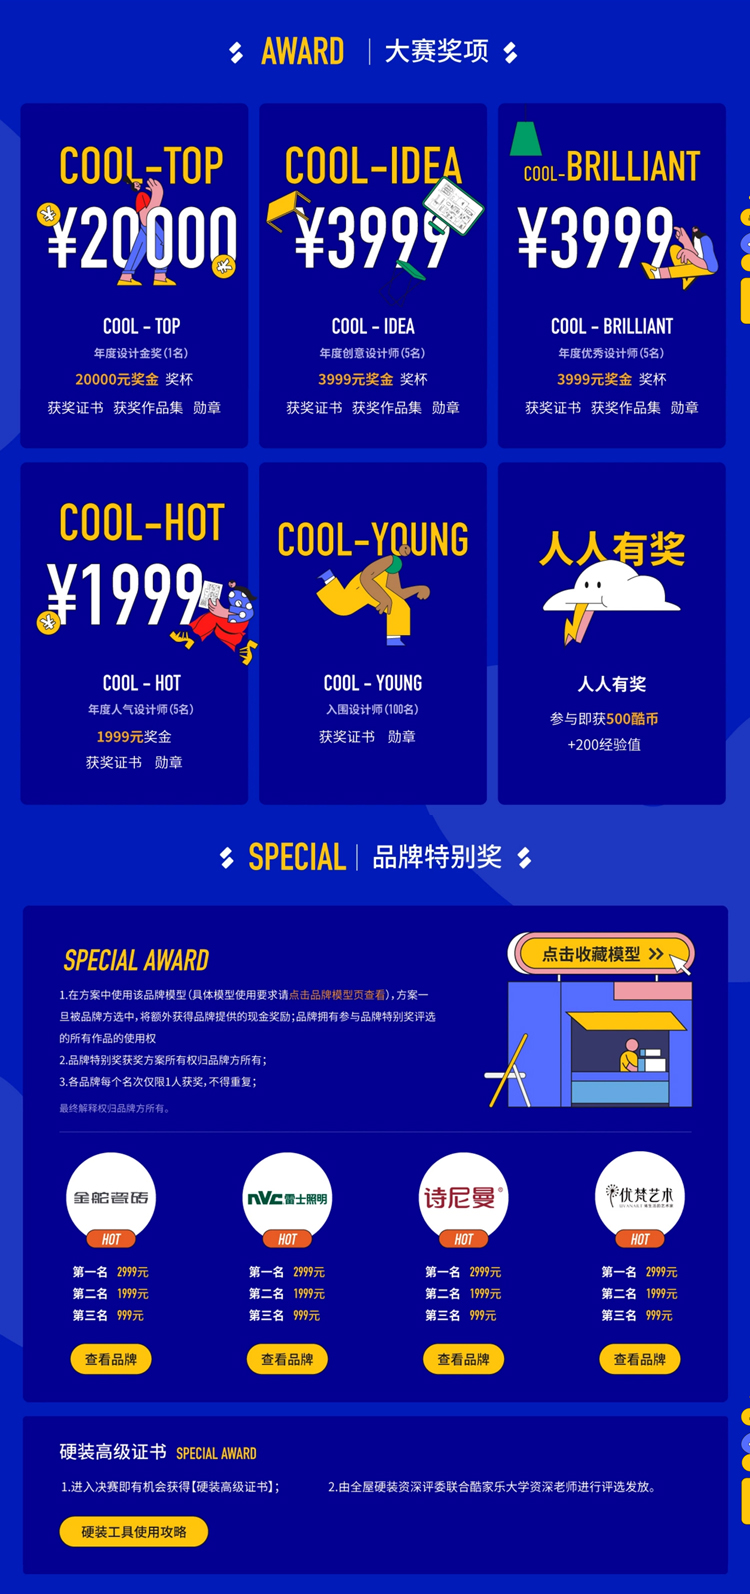 AWARD | 大赛奖项
COOL-TOP
¥20000
COOL - TOP
年度设计金奖(1名)
20000元奖金 奖杯
获奖证书 获奖作品集 勋章
COOL-IDEA
¥3999
COOL - IDEA
年度创意设计师(5名)
3999元奖金 奖杯
获奖证书 获奖作品集 勋章
COOL-BRILLIANT
¥3999
COOL - BRILLIANT
年度优秀设计师(5名)
3999元奖金 奖杯
获奖证书 获奖作品集 勋章
COOL-HOT
¥1999
COOL - HOT
年度人气设计师(5名)
1999元奖金
获奖证书 勋章
COOL-YOUNG
COOL - YOUNG
入围设计师(100名)
获奖证书 勋章
人人有奖
人人有奖
参与即获500酷币
+200经验值
SPECIAL | 品牌特别奖
SPECIAL AWARD
1.在方案中使用该品牌模型(具体模型使用要求请点击品牌模型页查看),方案一
旦被品牌方选中,将额外获得品牌提供的现金奖励;品牌拥有参与品牌特别奖评选
的所有作品的使用权
2.品牌特别奖获奖方案所有权归品牌方所有;
3.各品牌每个名次仅限1人获奖,不得重复;
最终解释权归品牌方所有。
点击收藏模型 >>
金舵瓷砖
HOT
第一名 2999元
第二名 1999元
第三名 999元
查看品牌
nvc雷士照明
HOT
第一名 2999元
第二名 1999元
第三名 999元
查看品牌
诗尼曼®
HOT
第一名 2999元
第二名 1999元
第三名 999元
查看品牌
优梵艺术
HOT
第一名 2999元
第二名 1999元
第三名 999元
查看品牌
硬装高级证书 SPECIAL AWARD
1.进入决赛即有机会获得【硬装高级证书】;
2.由全屋硬装资深评委联合酷家乐大学资深老师进行评选发放。
硬装工具使用攻略